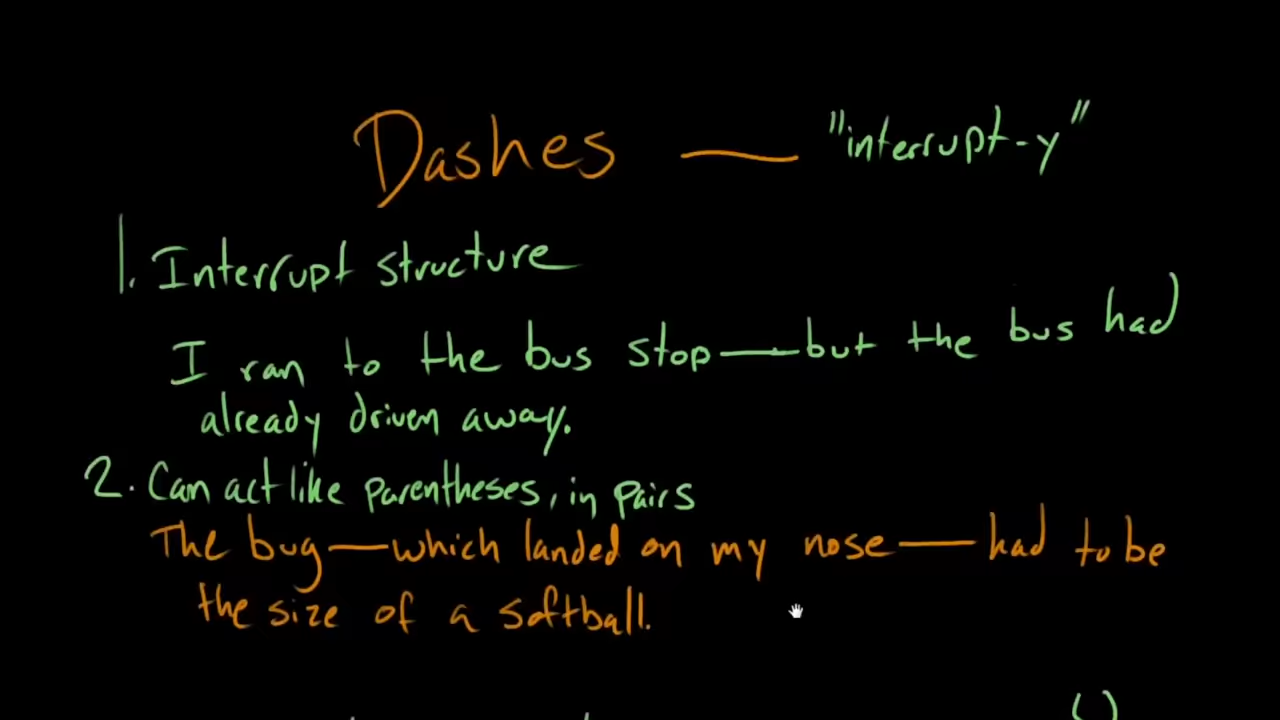 Dashes — "interrupt-y"
1. Interrupt structure
I ran to the bus stop—but the bus had
already driven away.
2. Can act like parentheses, in pairs
The bug—which landed on my nose—had to be
the size of a softball.